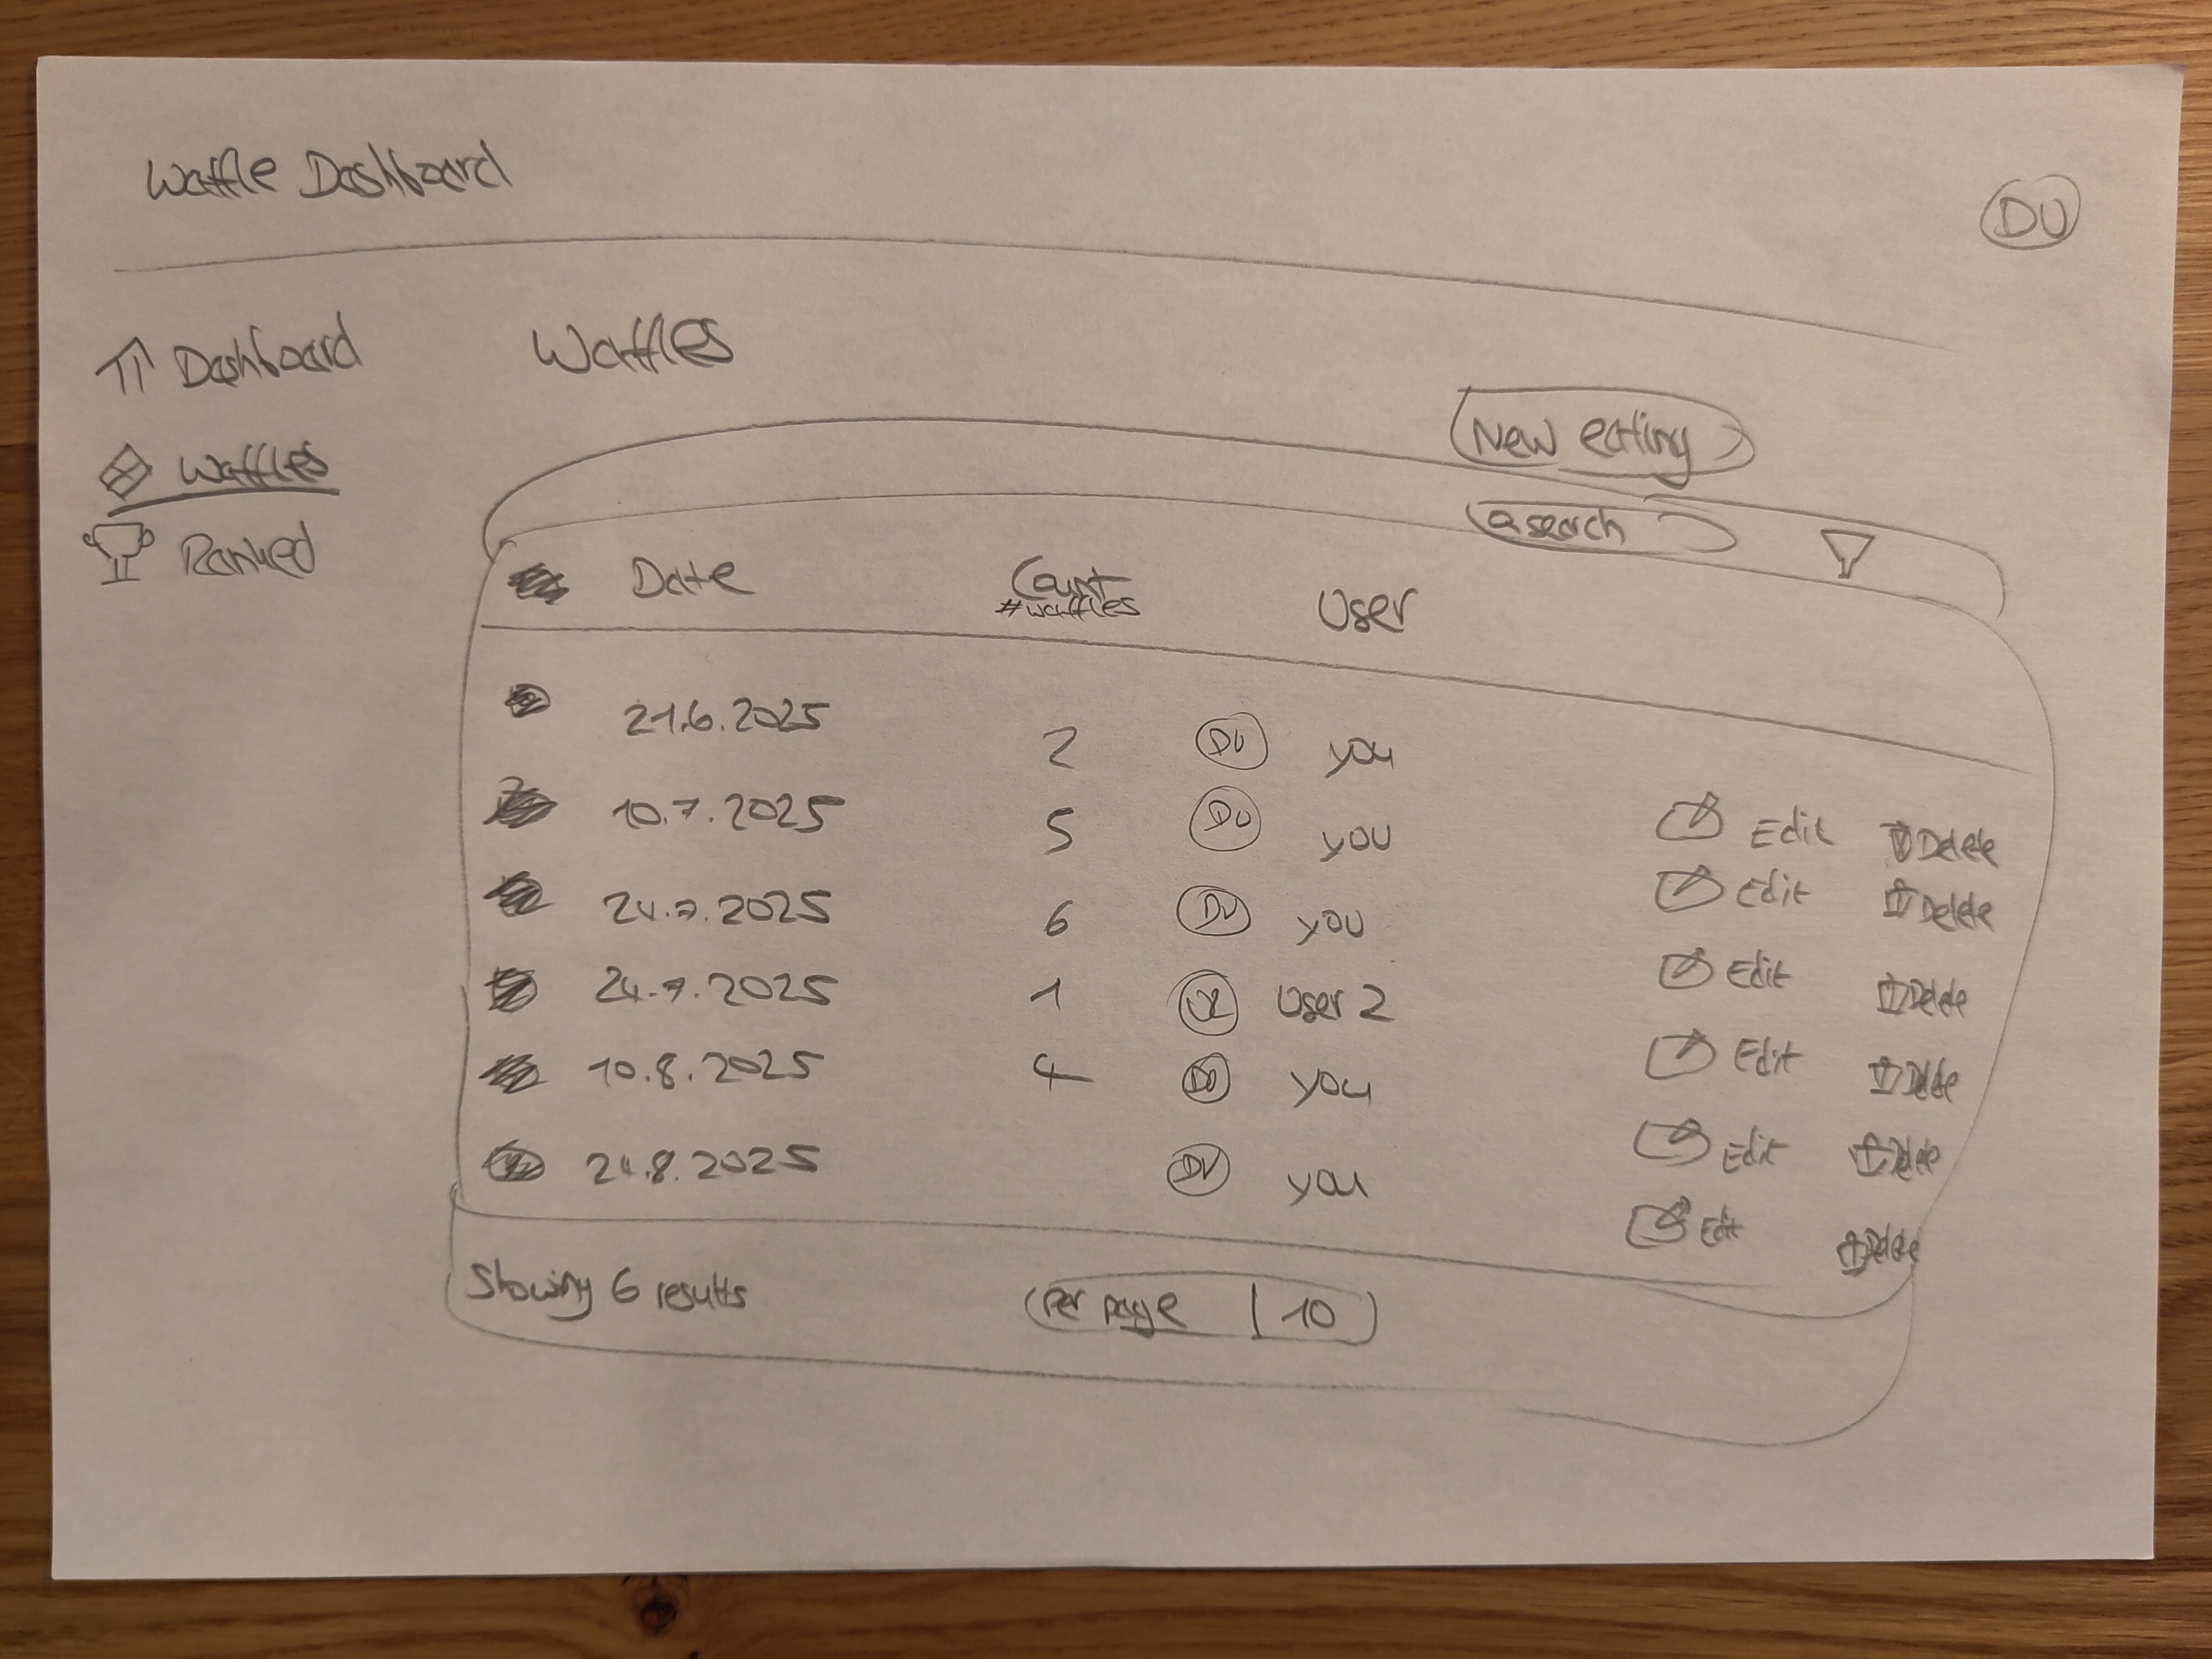 Waffle Dashboard
DU
Dashboard
Waffles
Ranked
Waffles
New eating
search
Date Count User
#waffles
21.6.2025 2 DU you
10.7.2025 5 DU you Edit Delete
24.7.2025 6 DU you Edit Delete
24.7.2025 1 U2 User 2 Edit Delete
10.8.2025 4 DU you Edit Delete
24.8.2025 DU you Edit Delete
Edit Delete
Showing 6 results per page | 10